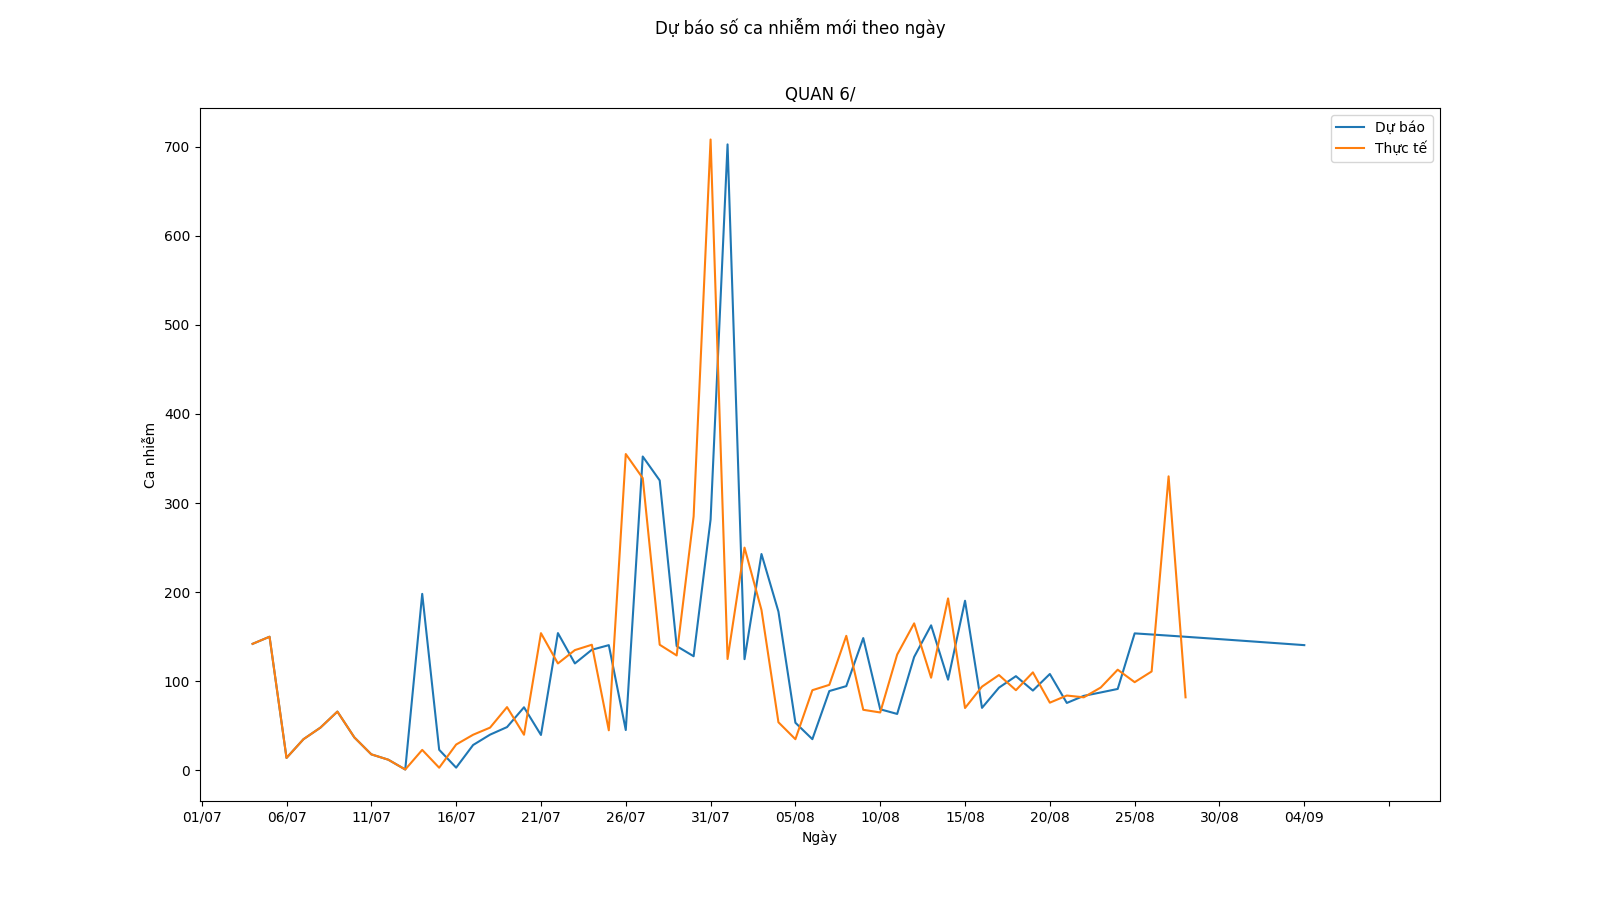 Dự báo số ca nhiễm mới theo ngày
QUAN 6/
Dự báo
Thực tế
700
600
500
400
300
200
100
0
Ca nhiễm
01/07 06/07 11/07 16/07 21/07 26/07 31/07 05/08 10/08 15/08 20/08 25/08 30/08 04/09
Ngày